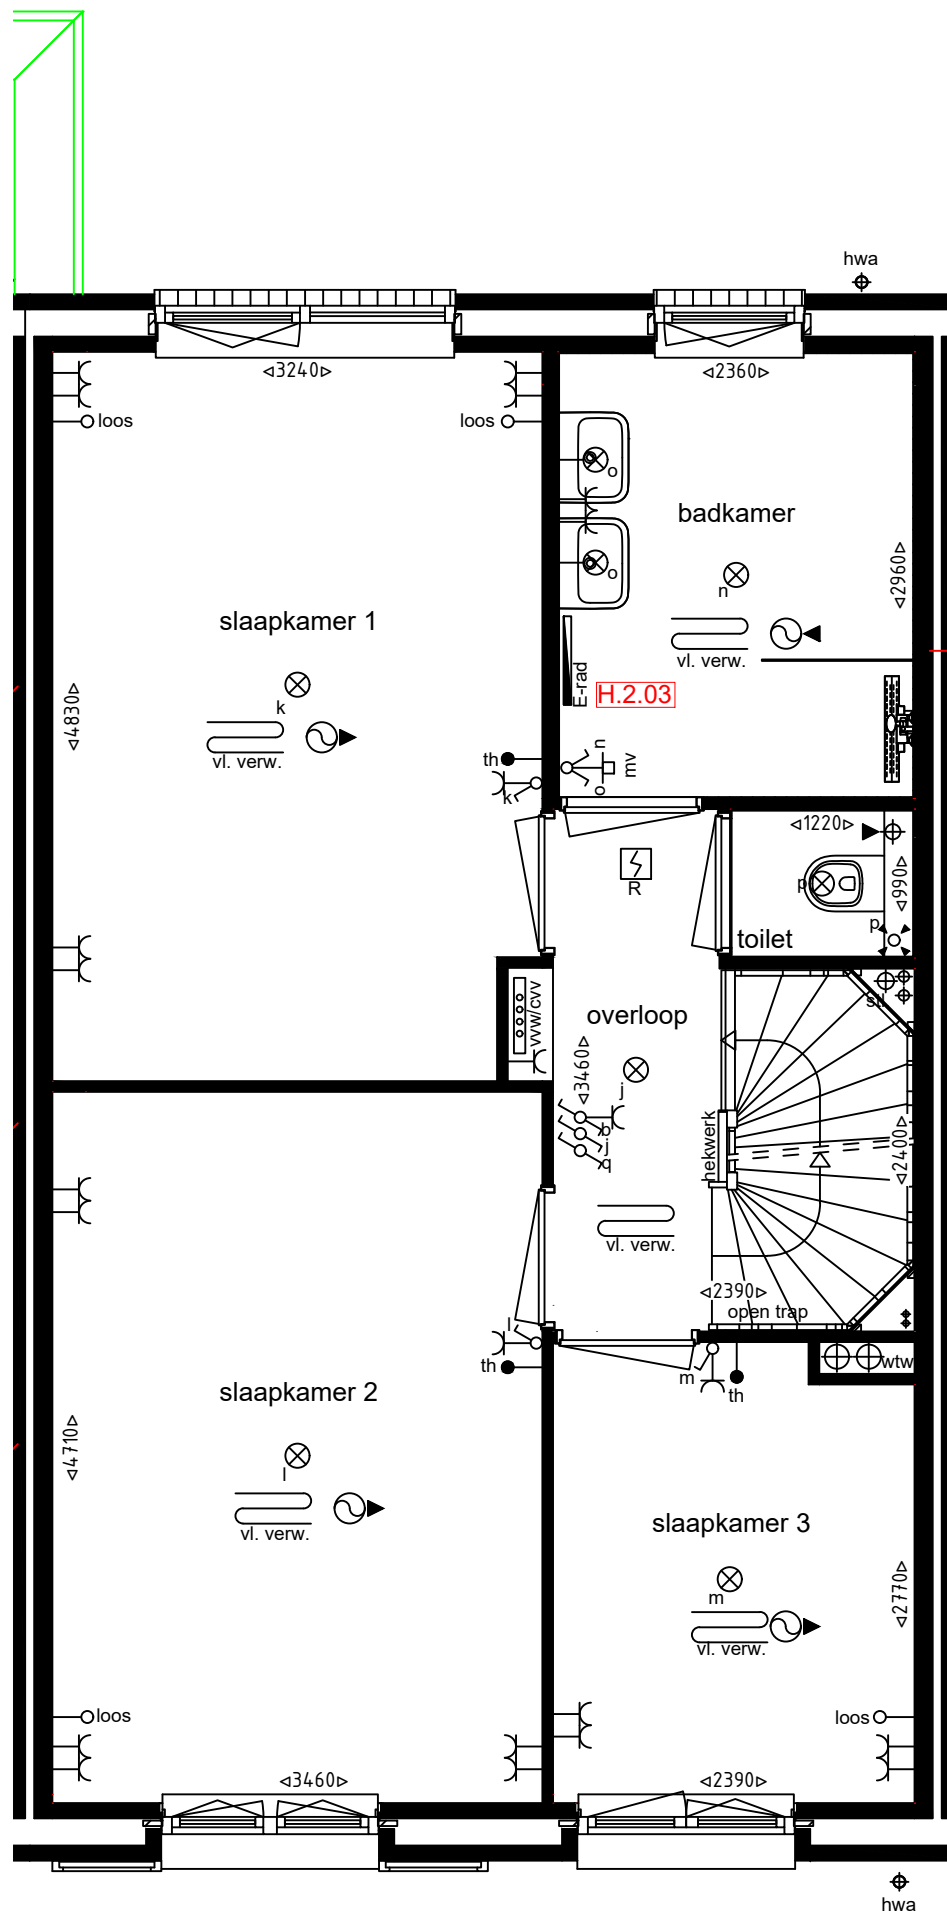 hwa
3240
2360
loos
loos
o
badkamer
o
2960
n
slaapkamer 1
vl. verw.
E-rad
H.2.03
k
4830
vl. verw.
th
n
mv
k
o
1220
R
p
990
p
toilet
vvw/cvv
overloop
3460
j
b
j
q
hekwerk
2400
vl. verw.
2390
open trap
l
th
m
th
wtw
slaapkamer 2
4710
l
vl. verw.
slaapkamer 3
m
2770
vl. verw.
loos
loos
3460
2390
hwa